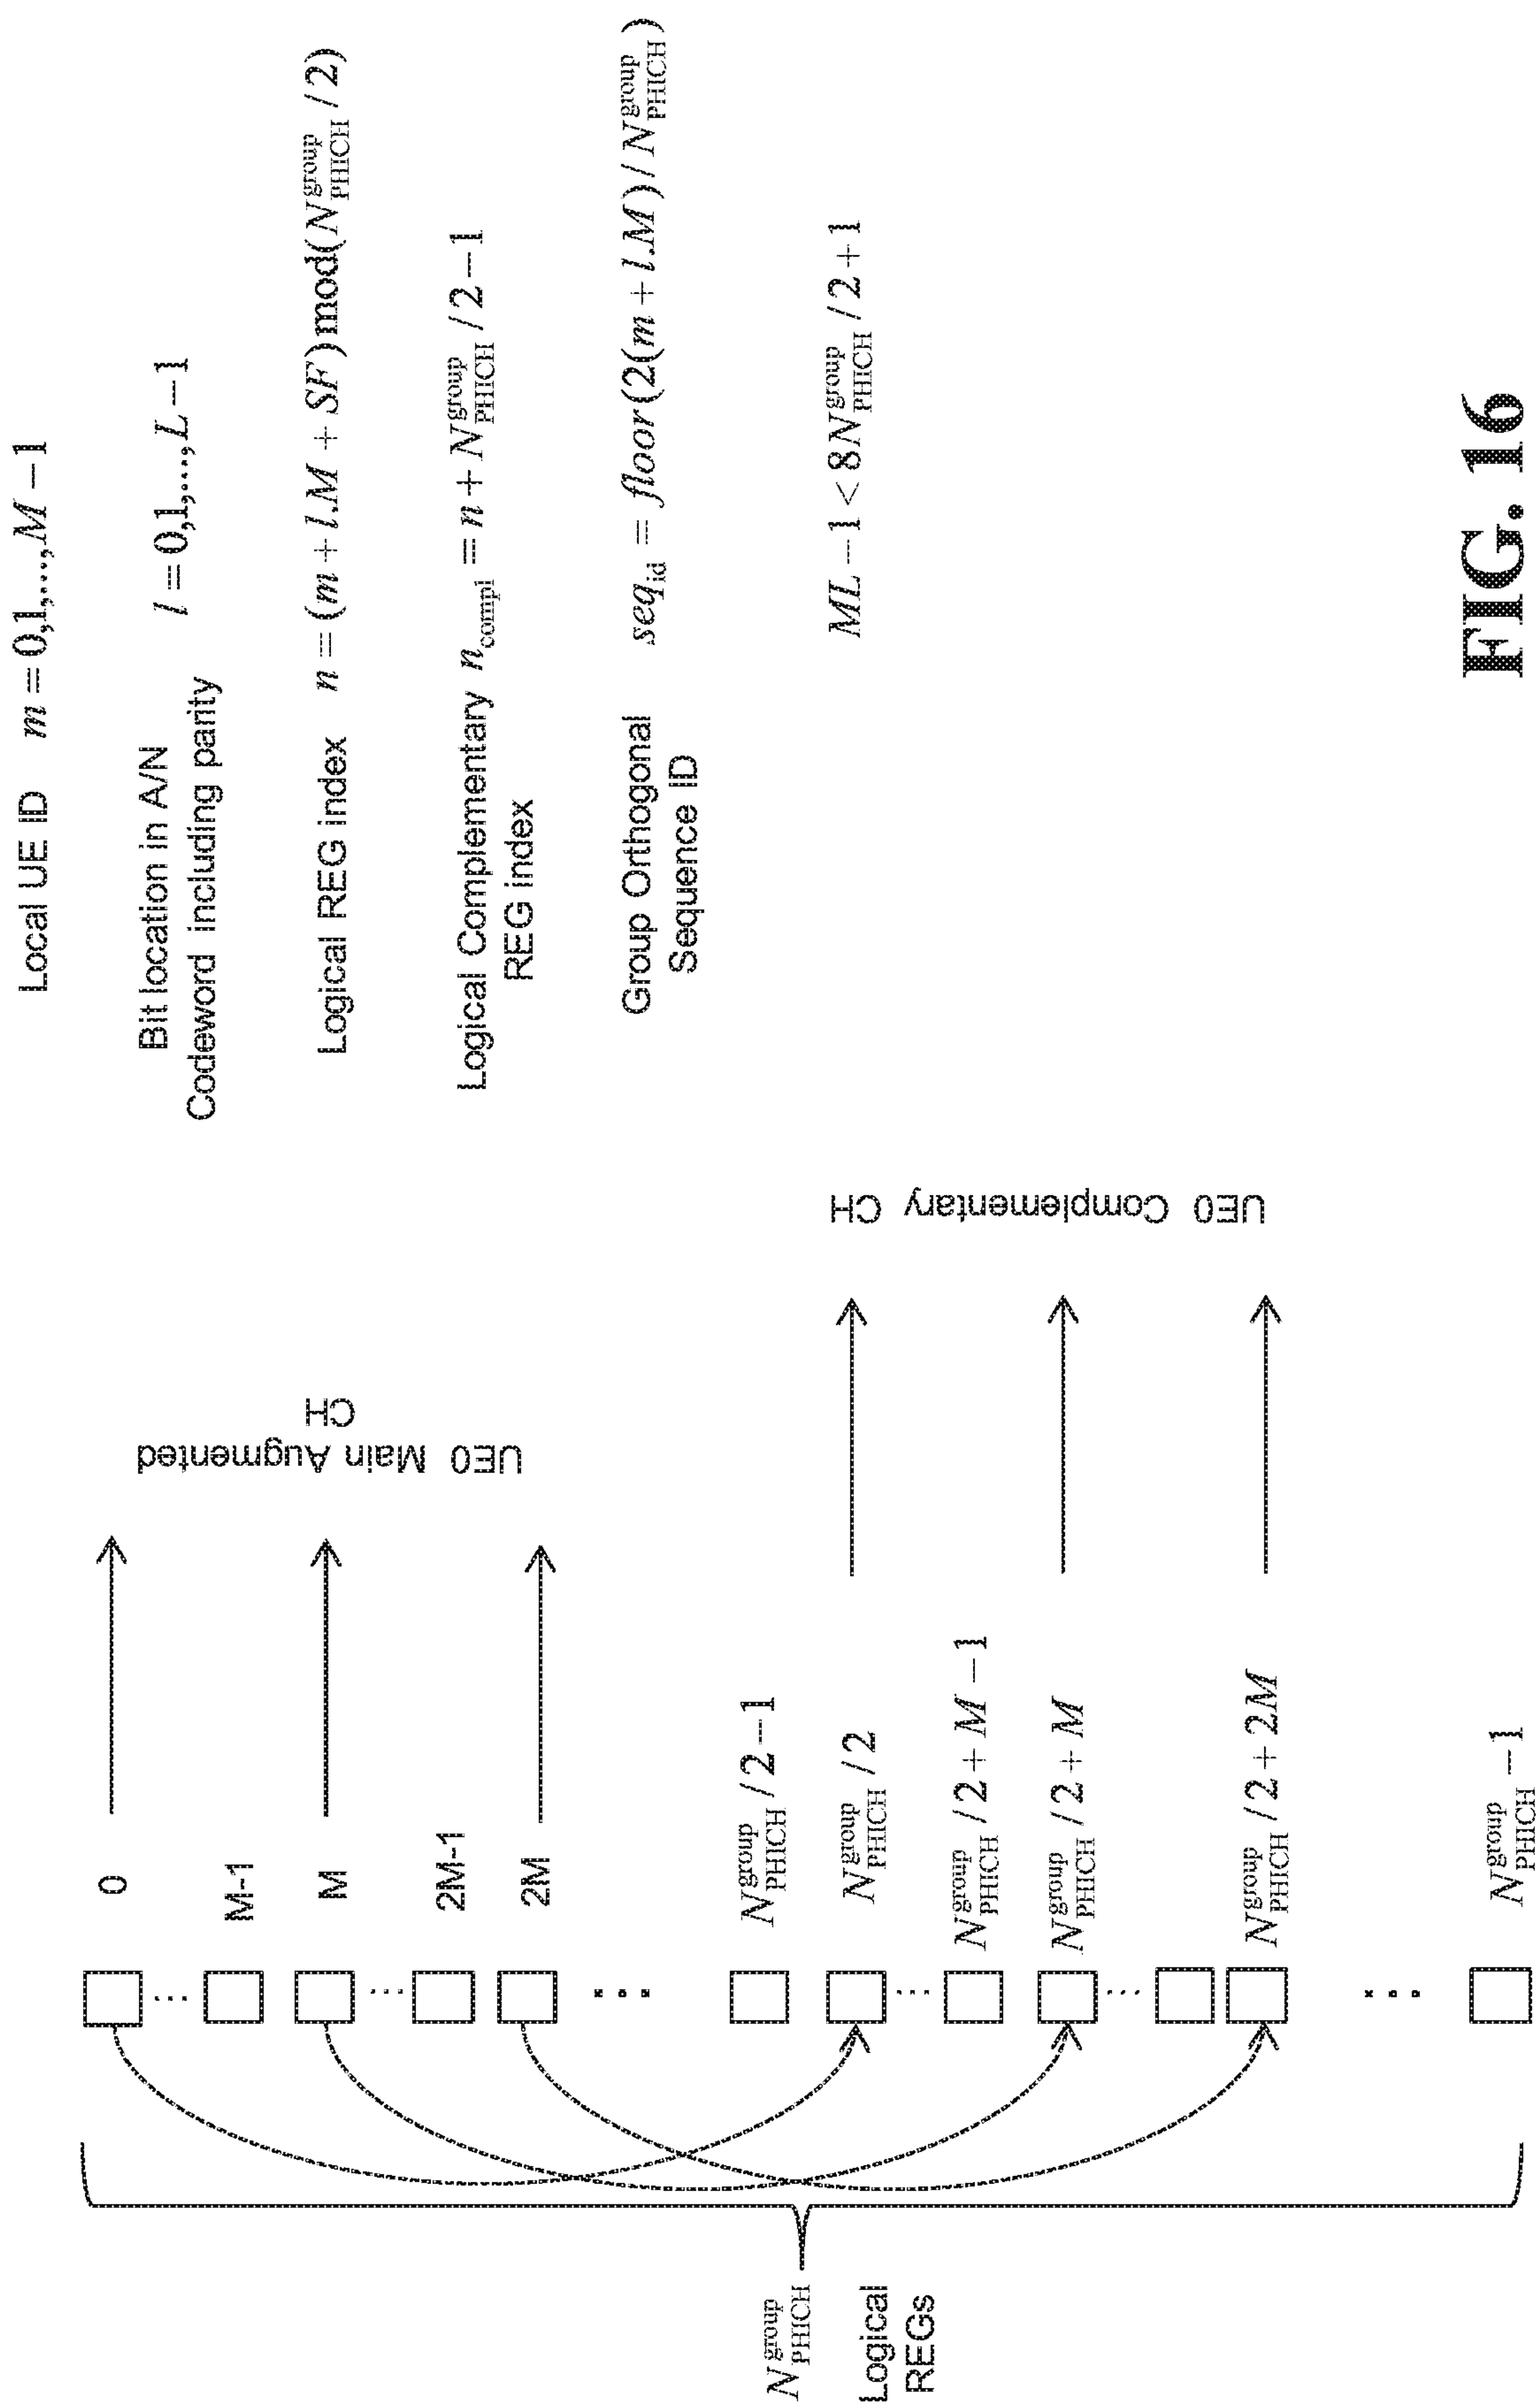 Local UE ID m = 0,1,...,M −1
Bit location in A/N
Codeword including parity l = 0,1,...,L −1
Logical REG index n = (m + l.M + SF) mod(N_PHICH^group / 2)
Logical Complementary n_compl = n + N_PHICH^group / 2 −1
REG index
Group Orthogonal seq_id = floor(2(m + l.M) / N_PHICH^group)
Sequence ID
ML −1 < 8N_PHICH^group / 2 + 1
N_PHICH^group
Logical
REGs
0
M-1
M
2M-1
2M
N_PHICH^group / 2 −1
N_PHICH^group / 2
N_PHICH^group / 2 + M −1
N_PHICH^group / 2 + M
N_PHICH^group / 2 + 2M
N_PHICH^group −1
UE0 Main Augmented
CH
UE0 Complementary CH
FIG. 16